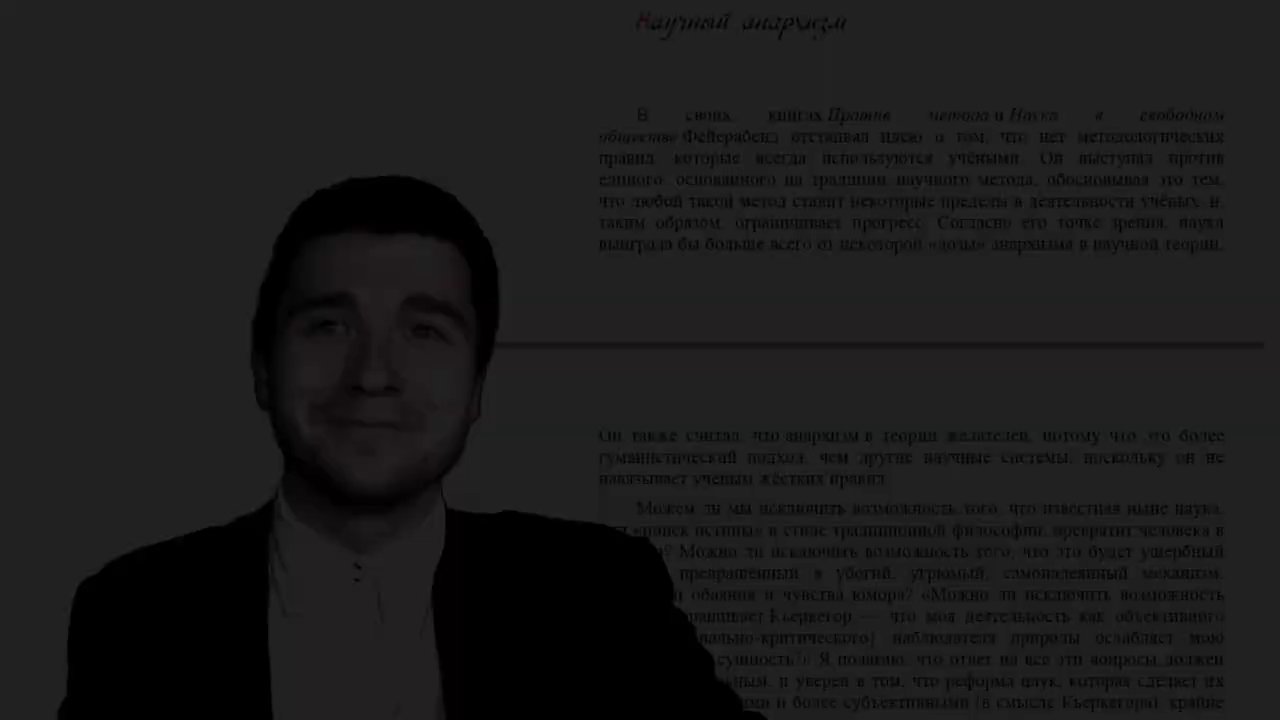 Научный анархизм
В своих книгах Против метода и Наука в свободном
обществе Фейерабенд отстаивал идею о том, что нет методологических
правил, которые всегда используются учёными. Он выступал против
единого, основанного на традиции научного метода, обосновывая это тем,
что любой такой метод ставит некоторые пределы в деятельности учёных, и,
таким образом, ограничивает прогресс. Согласно его точке зрения, наука
выиграла бы больше всего от некоторой «дозы» анархизма в научной теории.
Он также считал, что анархизм в теории желателен, потому что это более
гуманистический подход, чем другие научные системы, поскольку он не
навязывает ученым жёстких правил.
Можем ли мы исключить возможность того, что известная ныне наука,
«поиск истины» в стиле традиционной философии, превратит человека в
? Можно ли исключить возможность того, что это будет ущербный
превращенный в убогий, угрюмый, самонадеянный механизм,
обаяния и чувства юмора? «Можно ли исключить возможность
Кьеркегор — что моя деятельность как объективного
критического) наблюдателя природы ослабляет мою
сущность?» Я полагаю, что ответ на все эти вопросы должен
и уверен в том, что реформа наук, которая сделает их
и более субъективными (в смысле Кьеркегора), крайне